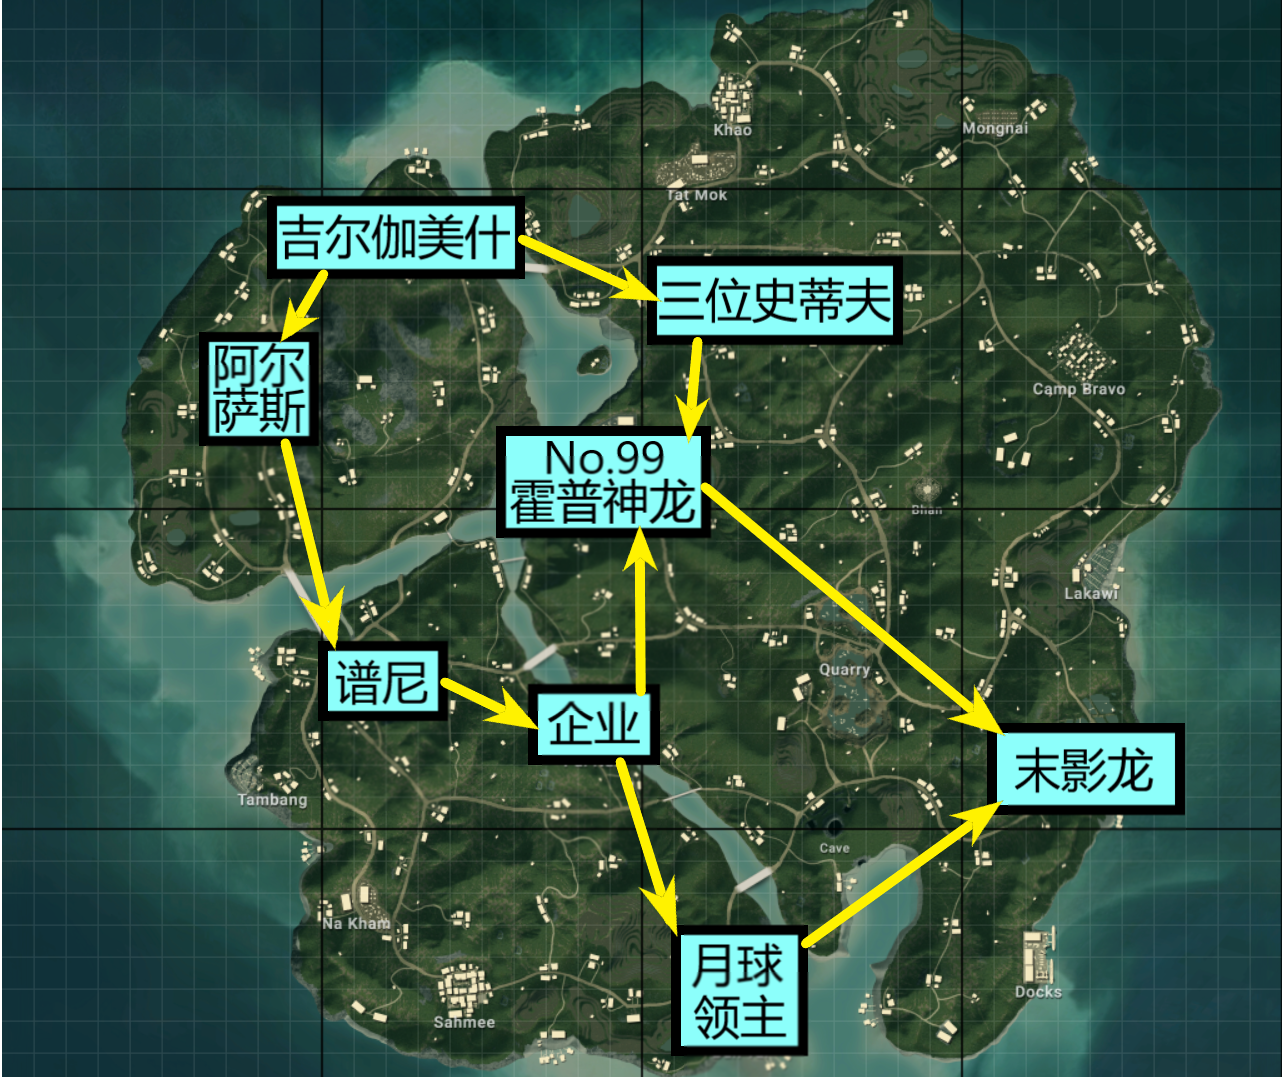 Khao
Mongnai
Tat Mok
吉尔伽美什
三位史蒂夫
阿尔
萨斯
Camp Bravo
No.99
霍普神龙
Bhan
Lakawi
谱尼
Quarry
企业
末影龙
Tambang
Cave
Na Kham
月球
领主
Docks
Sahmee